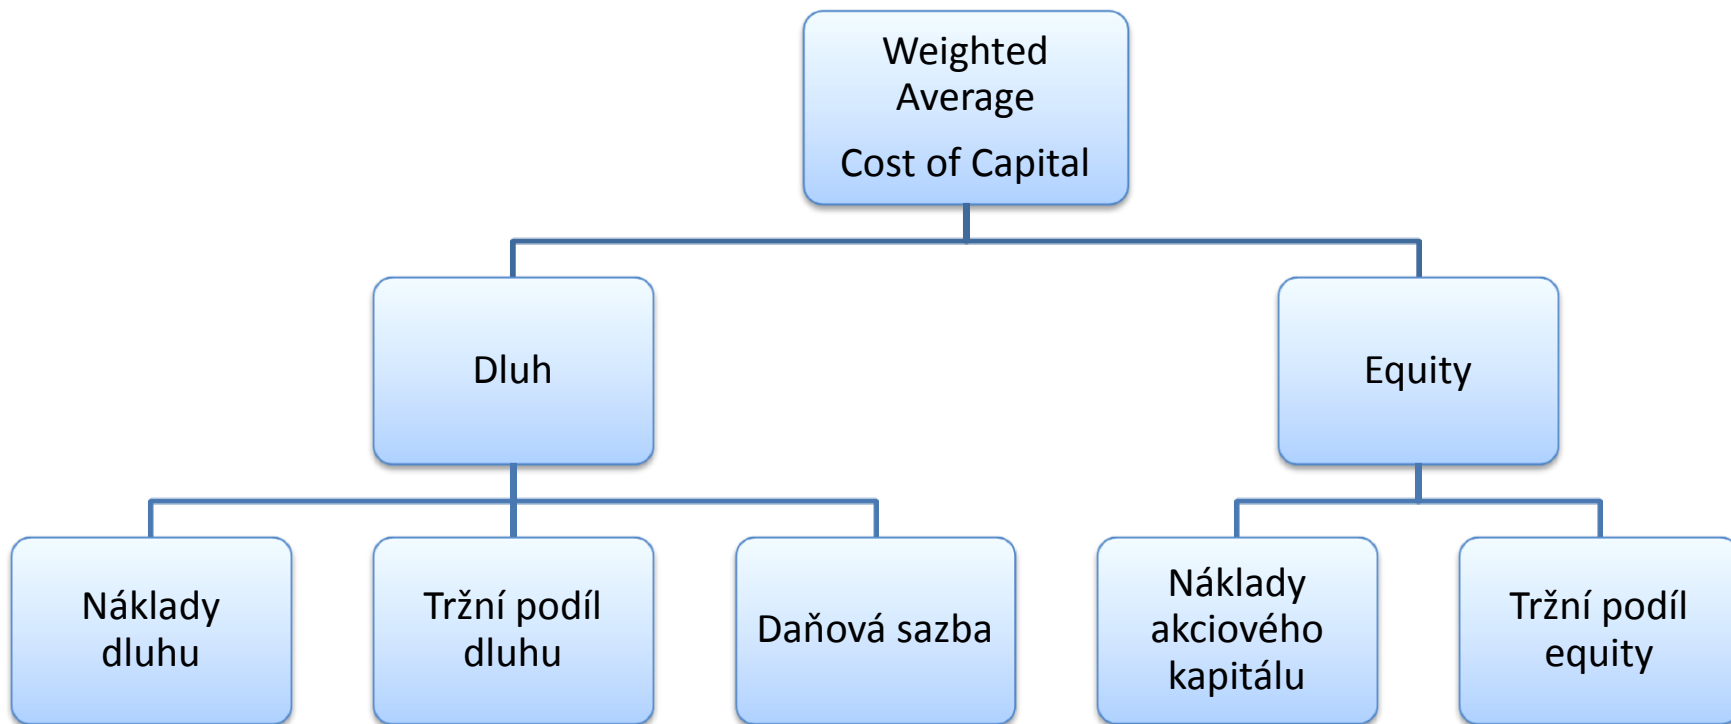 Weighted
Average
Cost of Capital
Dluh
Equity
Náklady
dluhu
Tržní podíl
dluhu
Daňová sazba
Náklady
akciového
kapitálu
Tržní podíl
equity